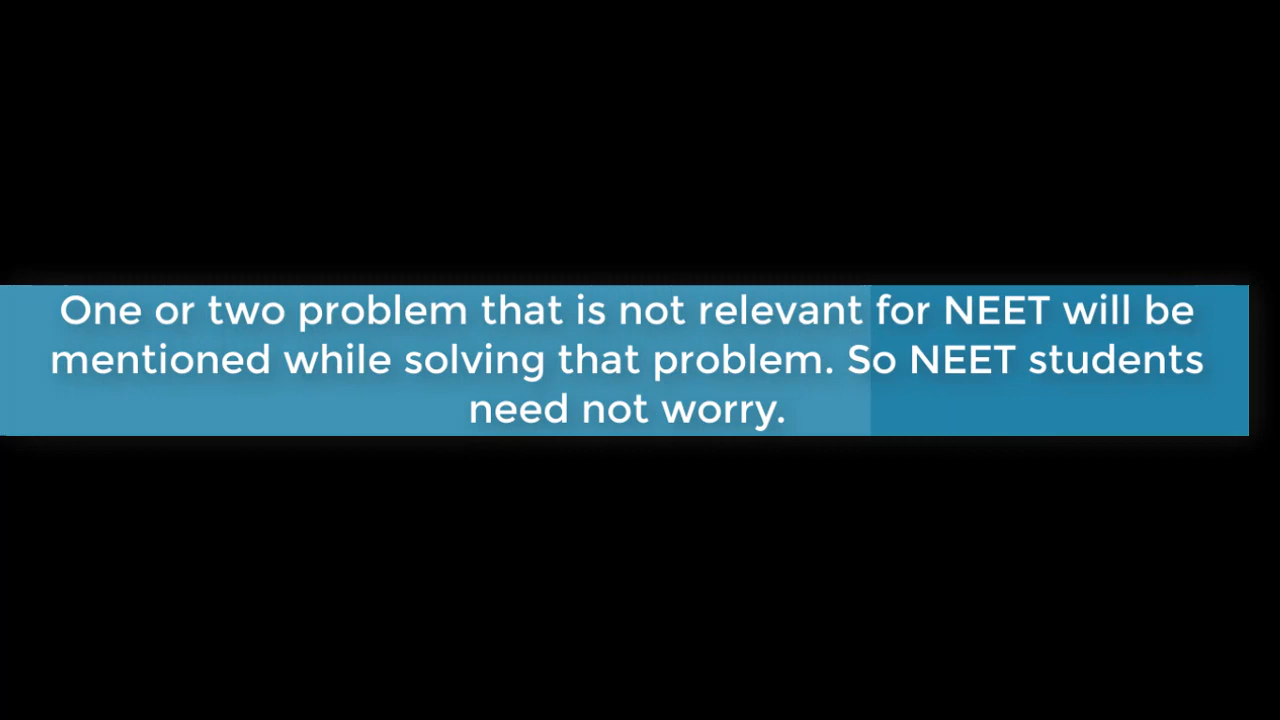 One or two problem that is not relevant for NEET will be
mentioned while solving that problem. So NEET students
need not worry.